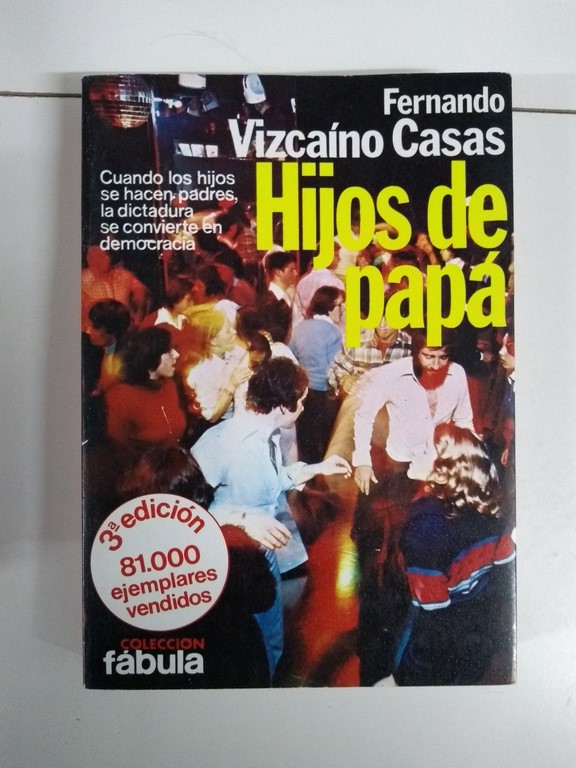 Fernando
Vizcaíno Casas
Hijos de
papá
Cuando los hijos
se hacen padres,
la dictadura
se convierte en
democracia
3ª edición
81.000
ejemplares
vendidos
COLECCIÓN
fábula